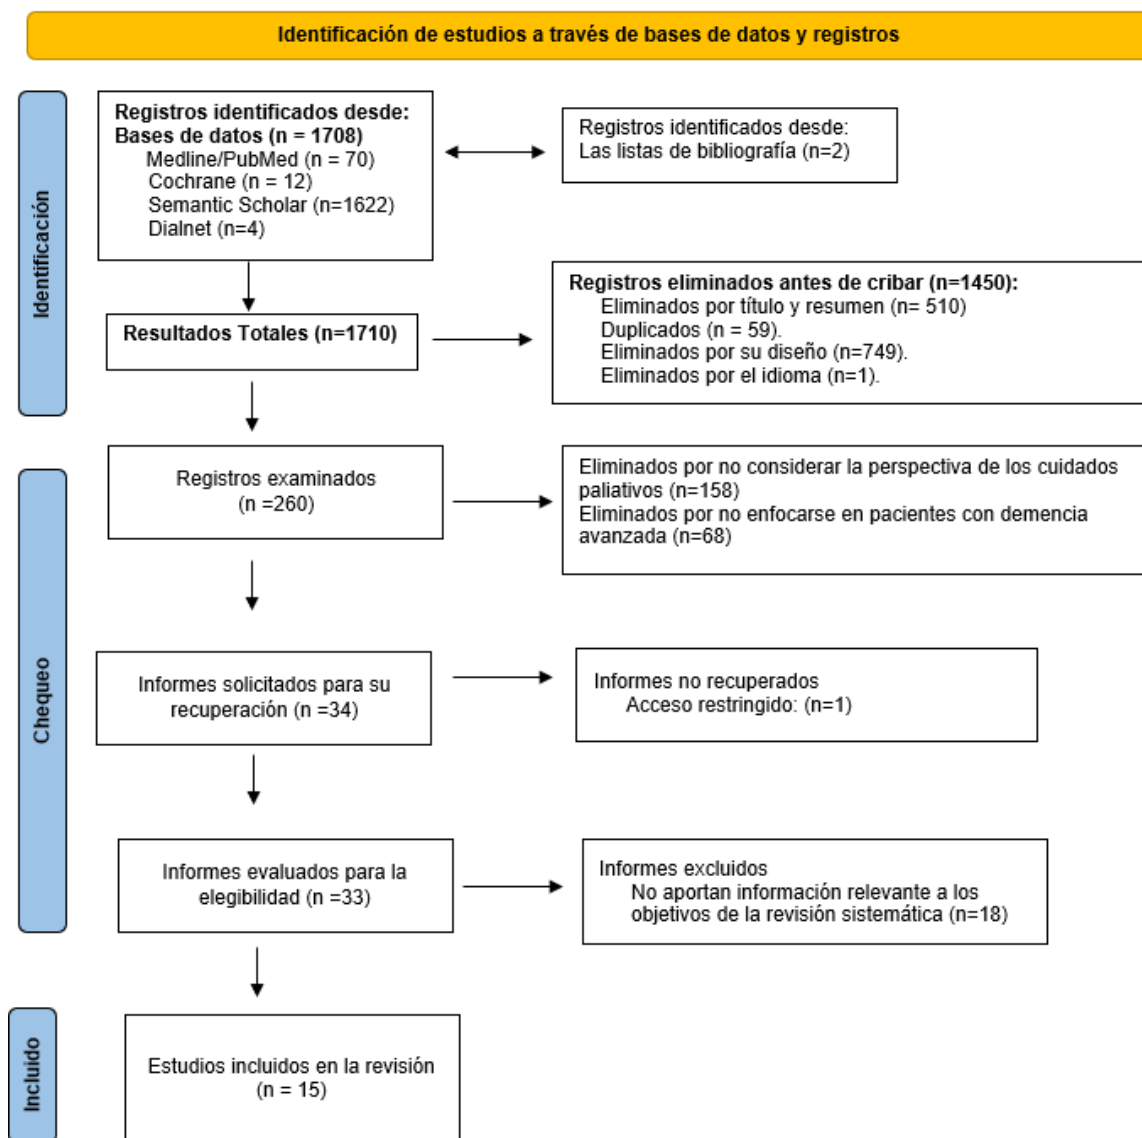 Identificación de estudios a través de bases de datos y registros
Identificación
Registros identificados desde:
Bases de datos (n = 1708)
Medline/PubMed (n = 70)
Cochrane (n = 12)
Semantic Scholar (n=1622)
Dialnet (n=4)
Registros identificados desde:
Las listas de bibliografía (n=2)
Resultados Totales (n=1710)
Registros eliminados antes de cribar (n=1450):
Eliminados por título y resumen (n= 510)
Duplicados (n = 59).
Eliminados por su diseño (n=749).
Eliminados por el idioma (n=1).
Chequeo
Registros examinados
(n =260)
Eliminados por no considerar la perspectiva de los cuidados
paliativos (n=158)
Eliminados por no enfocarse en pacientes con demencia
avanzada (n=68)
Informes solicitados para su
recuperación (n =34)
Informes no recuperados
Acceso restringido: (n=1)
Informes evaluados para la
elegibilidad (n =33)
Informes excluidos
No aportan información relevante a los
objetivos de la revisión sistemática (n=18)
Incluido
Estudios incluidos en la revisión
(n = 15)